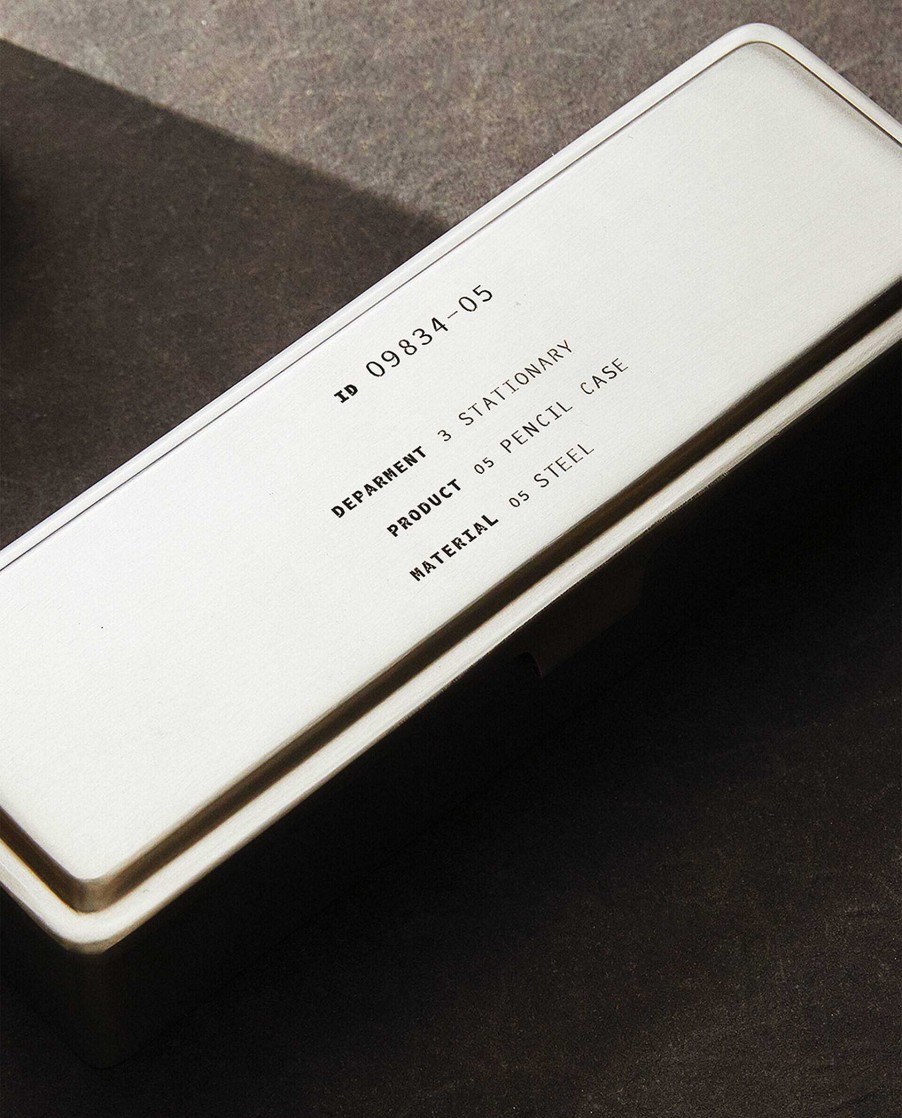 ID 09834-05
DEPARMENT 3 STATIONARY
PRODUCT 05 PENCIL CASE
MATERIAL 05 STEEL